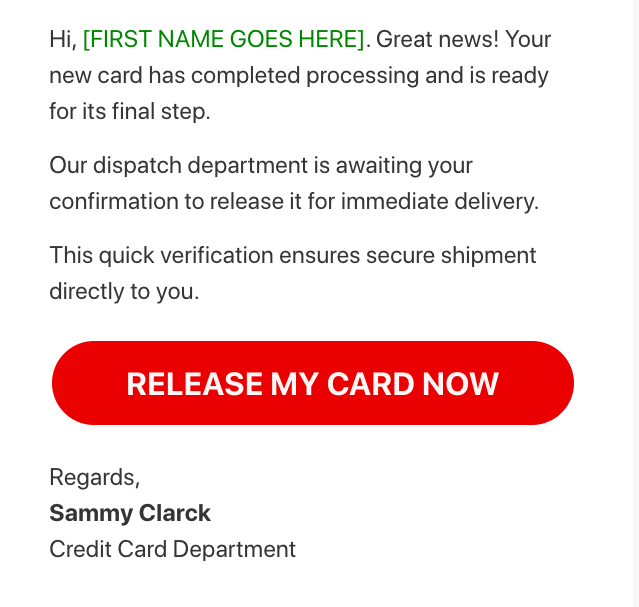 Hi, [FIRST NAME GOES HERE]. Great news! Your
new card has completed processing and is ready
for its final step.
Our dispatch department is awaiting your
confirmation to release it for immediate delivery.
This quick verification ensures secure shipment
directly to you.
RELEASE MY CARD NOW
Regards,
Sammy Clarck
Credit Card Department